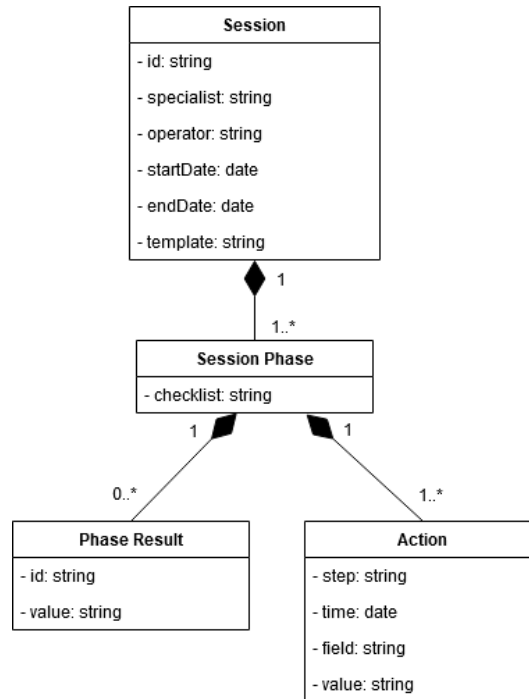 Session
- id: string
- specialist: string
- operator: string
- startDate: date
- endDate: date
- template: string
1
1..*
Session Phase
- checklist: string
1
1
0..*
1..*
Phase Result
- id: string
- value: string
Action
- step: string
- time: date
- field: string
- value: string